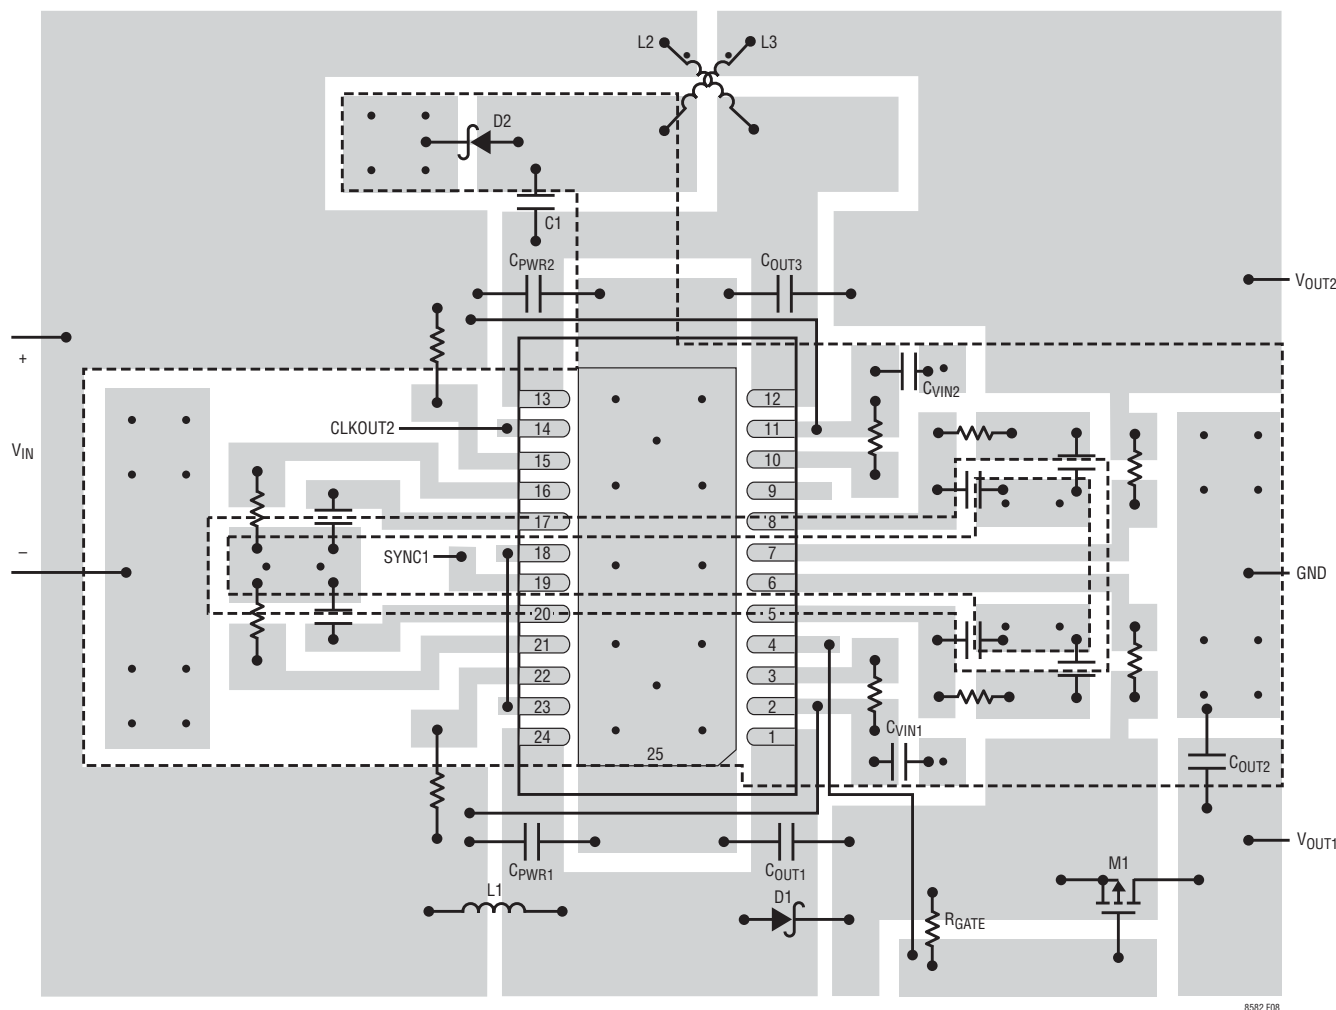 L2
L3
D2
C1
CPWR2
COUT3
VOUT2
+
VIN
–
CVIN2
13
12
CLKOUT2
14
11
15
10
16
9
17
8
SYNC1
18
7
19
6
GND
20
5
21
4
22
3
23
2
24
1
25
CVIN1
COUT2
CPWR1
COUT1
VOUT1
M1
L1
D1
RGATE
8582 F08